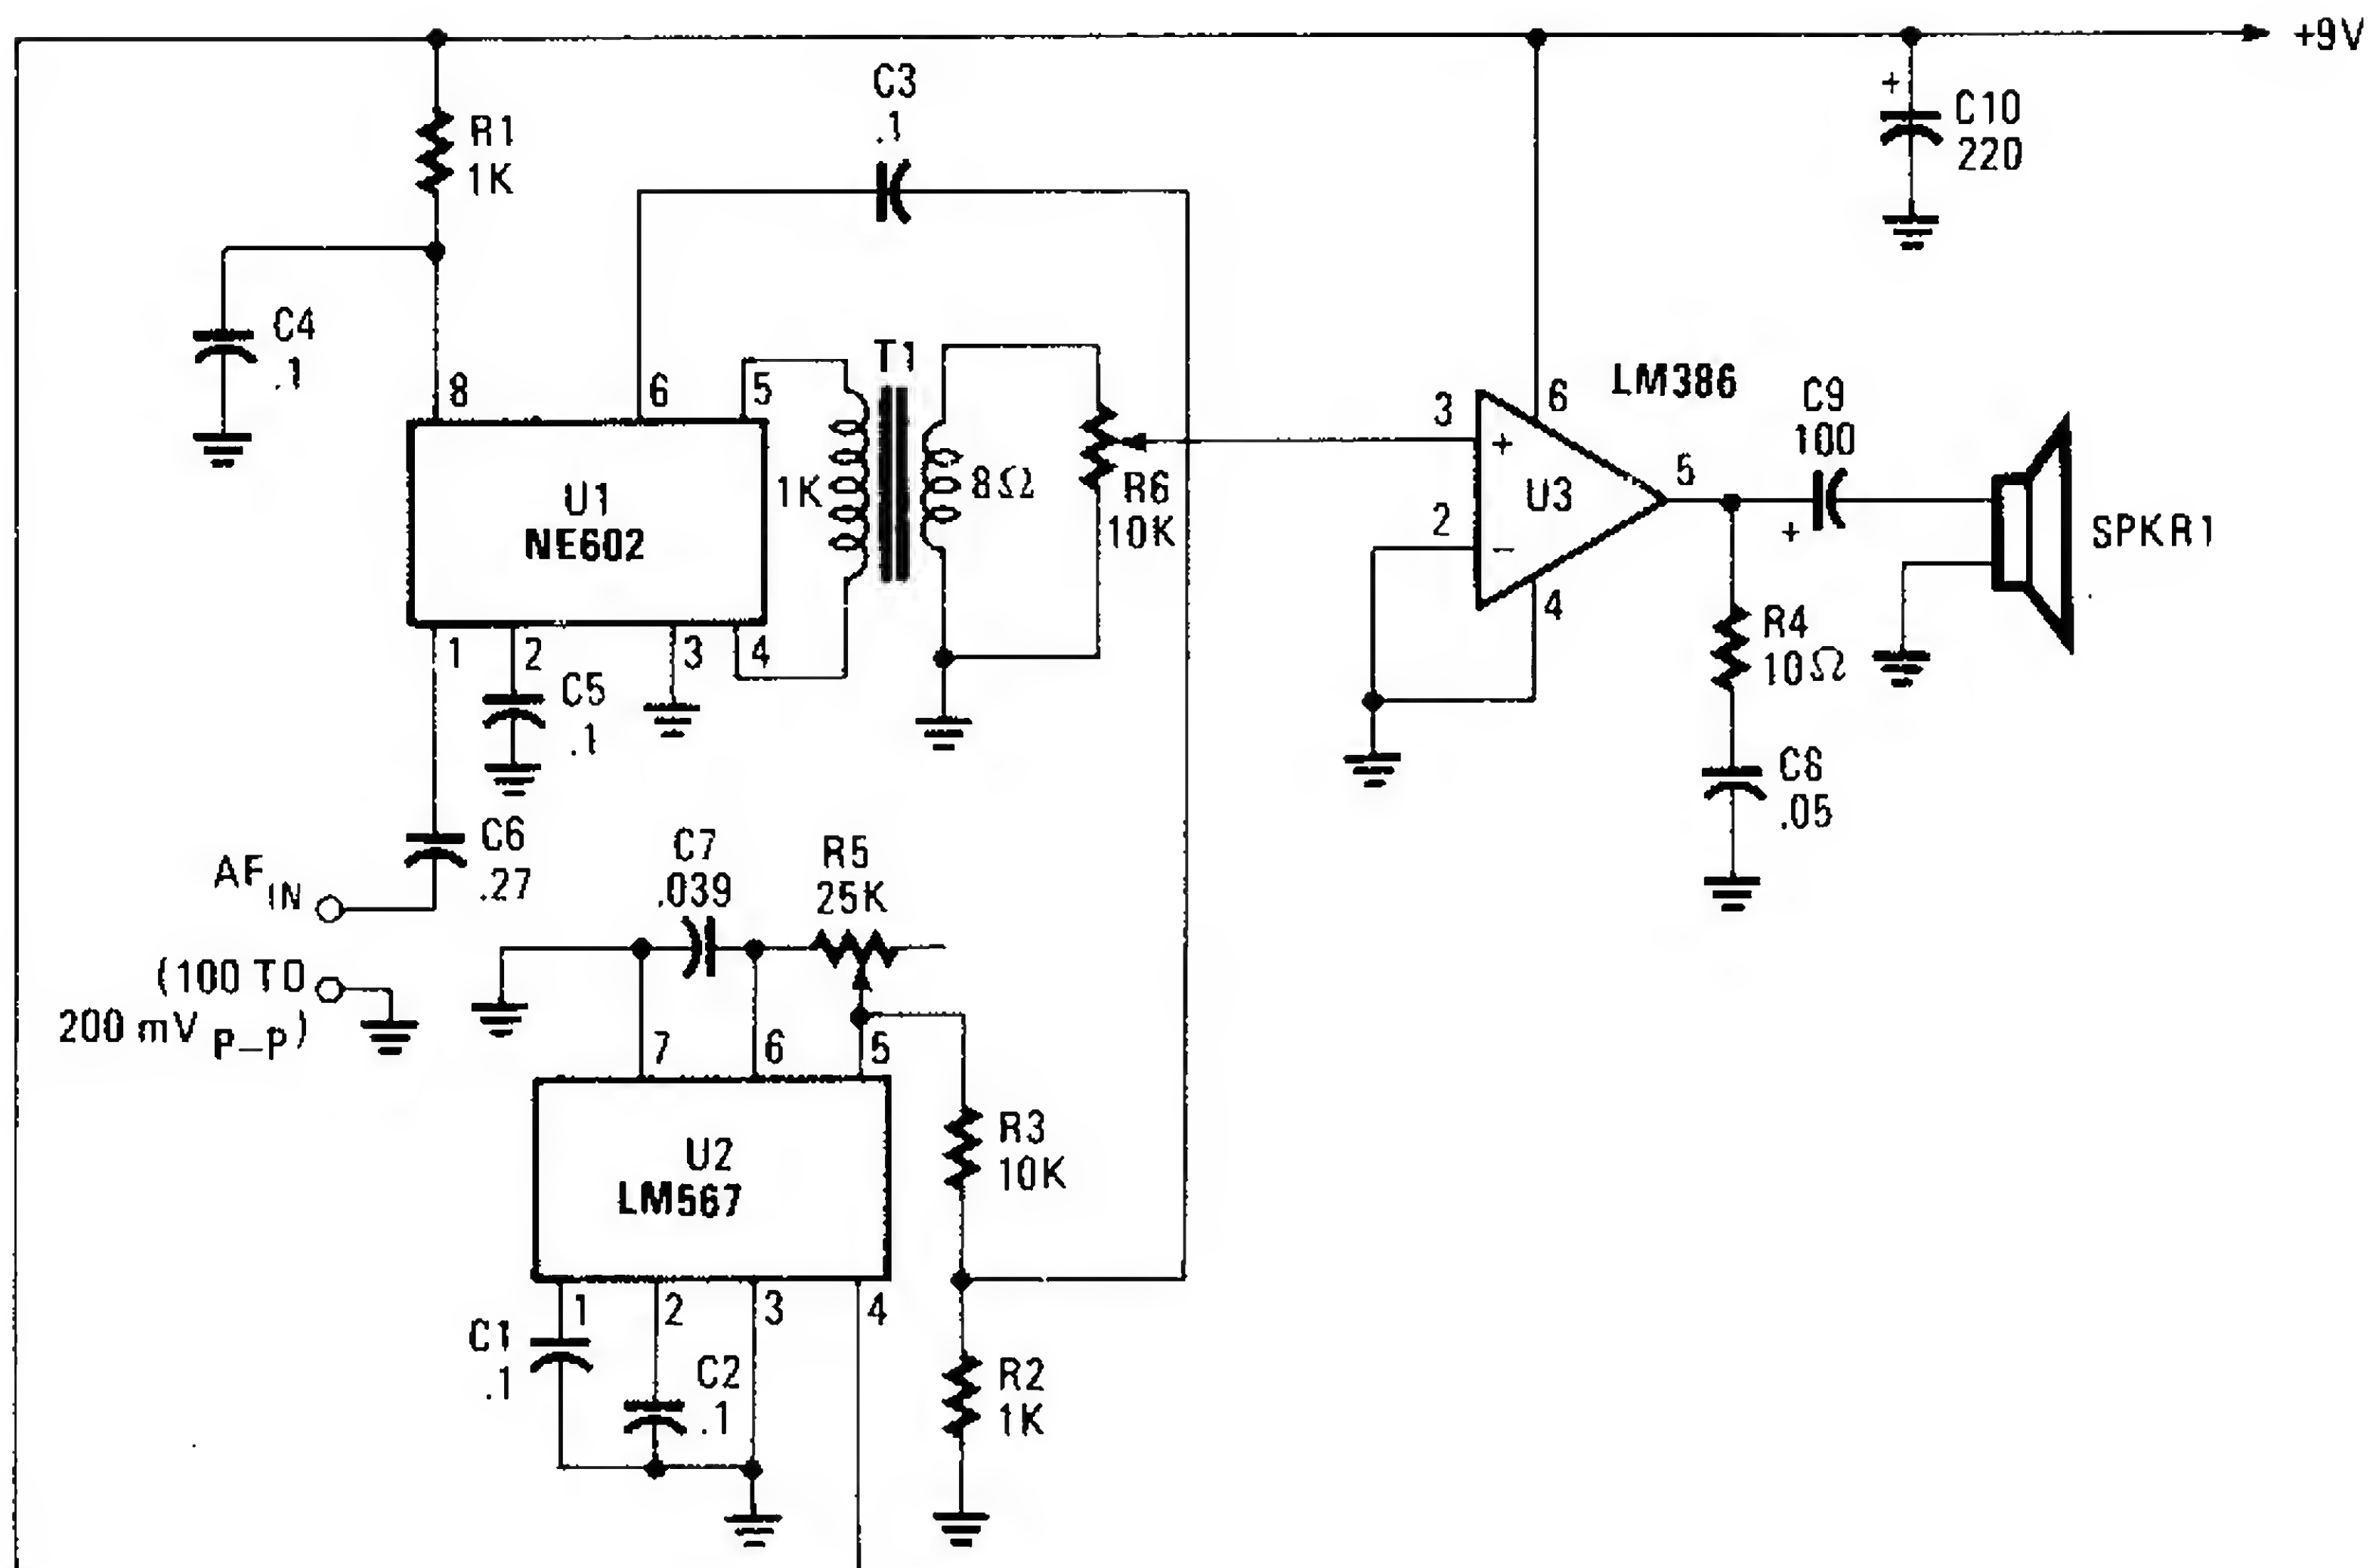 +9V
C3
.1
R1
1K
+
C10
220
C4
.1
T1
8
6
5
LM386
3
6
C9
100
+
5
1K
8Ω
R6
10K
U1
NE602
U3
2
−
+
SPKR1
4
1
2
3
4
R4
10Ω
C5
.1
C8
.05
C6
.27
AF IN
C7
.039
R5
25K
(100 TO
200 mV P–P)
7
6
5
R3
10K
U2
LM567
1
2
3
4
C1
.1
C2
.1
R2
1K